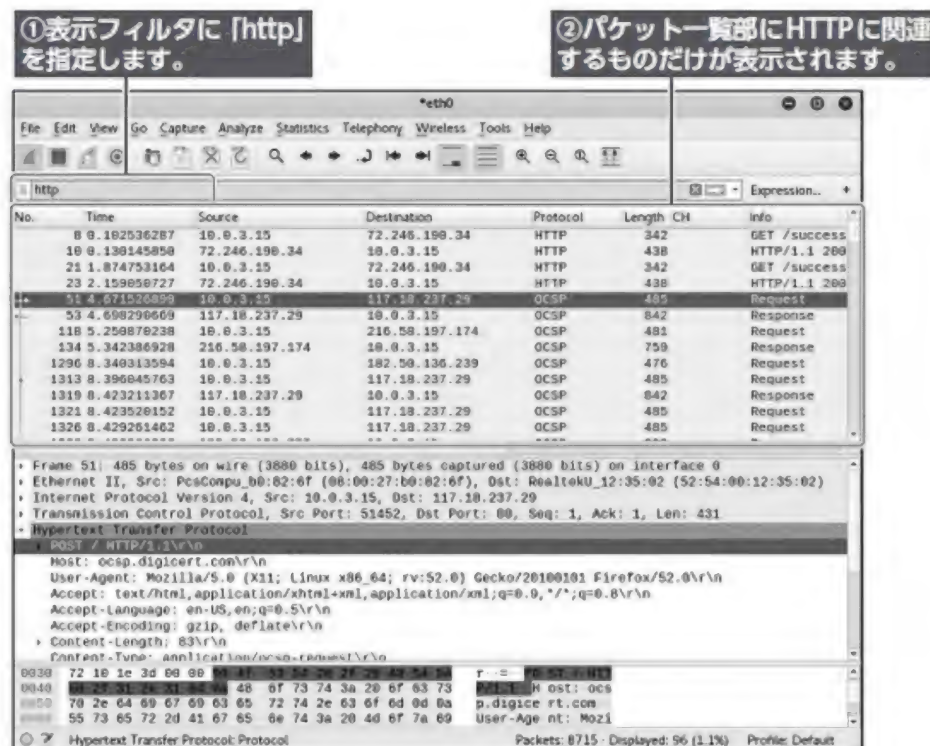 ①表示フィルタに「http」
を指定します。
②パケット一覧部にHTTPに関連
するものだけが表示されます。
*eth0
File Edit View Go Capture Analyze Statistics Telephony Wireless Tools Help
http Expression... +
No. Time Source Destination Protocol Length CH Info
8 0.102536287 10.0.3.15 72.246.190.34 HTTP 342 GET /success
10 0.130145050 72.246.190.34 10.0.3.15 HTTP 438 HTTP/1.1 200
21 1.874753164 10.0.3.15 72.246.190.34 HTTP 342 GET /success
23 2.159050727 72.246.190.34 10.0.3.15 HTTP 438 HTTP/1.1 200
51 4.671526899 10.0.3.15 117.18.237.29 OCSP 485 Request
53 4.698290669 117.18.237.29 10.0.3.15 OCSP 842 Response
118 5.250870238 10.0.3.15 216.58.197.174 OCSP 481 Request
134 5.342386928 216.58.197.174 10.0.3.15 OCSP 759 Response
1296 8.340313594 10.0.3.15 182.50.136.239 OCSP 476 Request
1313 8.396045763 10.0.3.15 117.18.237.29 OCSP 485 Request
1319 8.423211367 117.18.237.29 10.0.3.15 OCSP 842 Response
1321 8.423520152 10.0.3.15 117.18.237.29 OCSP 485 Request
1326 8.429261462 10.0.3.15 117.18.237.29 OCSP 485 Request
Frame 51: 485 bytes on wire (3880 bits), 485 bytes captured (3880 bits) on interface 0
Ethernet II, Src: PcsCompu_b0:82:6f (08:00:27:b0:82:6f), Dst: RealtekU_12:35:02 (52:54:00:12:35:02)
Internet Protocol Version 4, Src: 10.0.3.15, Dst: 117.18.237.29
Transmission Control Protocol, Src Port: 51452, Dst Port: 80, Seq: 1, Ack: 1, Len: 431
Hypertext Transfer Protocol
POST / HTTP/1.1\r\n
Host: ocsp.digicert.com\r\n
User-Agent: Mozilla/5.0 (X11; Linux x86_64; rv:52.0) Gecko/20100101 Firefox/52.0\r\n
Accept: text/html,application/xhtml+xml,application/xml;q=0.9,*/*;q=0.8\r\n
Accept-Language: en-US,en;q=0.5\r\n
Accept-Encoding: gzip, deflate\r\n
Content-Length: 83\r\n
Content-Type: application/ocsp-request\r\n
0030 72 10 1e 3d 00 00 50 4f 53 54 20 2f 20 48 54 54 r··=··PO ST / HTT
0040 50 2f 31 2e 31 0d 0a 48 6f 73 74 3a 20 6f 63 73 P/1.1··H ost: ocs
0050 70 2e 64 69 67 69 63 65 72 74 2e 63 6f 6d 0d 0a p.digice rt.com
55 73 65 72 2d 41 67 65 6e 74 3a 20 4d 6f 7a 69 User-Age nt: Mozi
Hypertext Transfer Protocol: Protocol Packets: 8715 · Displayed: 96 (1.1%) Profile: Default